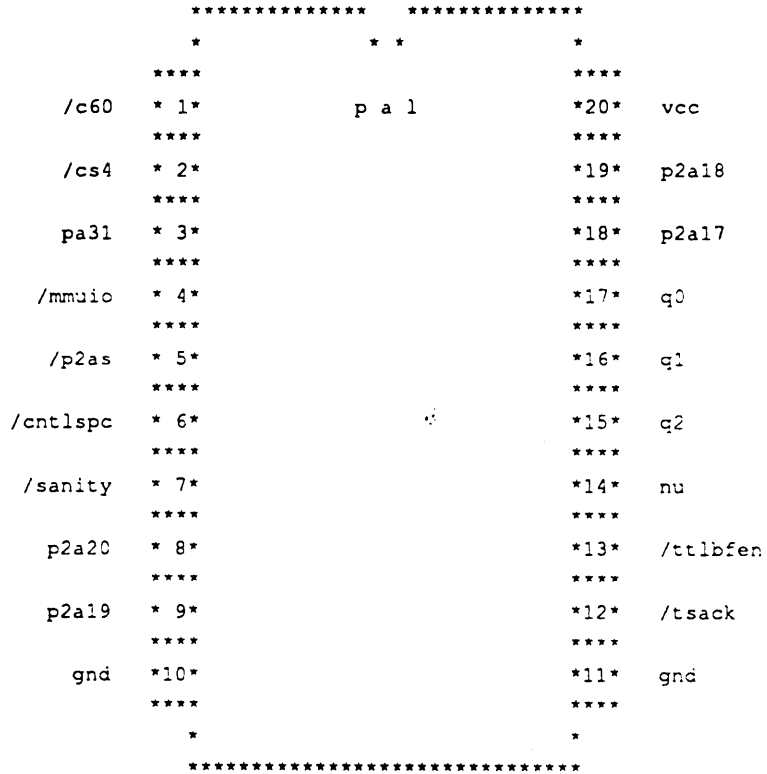 **************   **************
*              * *              *
****                              ****
/c60   * 1*            p a l            *20*   vcc
****                              ****
/cs4   * 2*                             *19*   p2a18
****                              ****
pa31   * 3*                             *18*   p2a17
****                              ****
/mmuio   * 4*                             *17*   q0
****                              ****
/p2as   * 5*                             *16*   q1
****                              ****
/cntlspc   * 6*                             *15*   q2
****                              ****
/sanity   * 7*                             *14*   nu
****                              ****
p2a20   * 8*                             *13*   /ttlbfen
****                              ****
p2a19   * 9*                             *12*   /tsack
****                              ****
gnd   *10*                             *11*   gnd
****                              ****
*                               *
*******************************